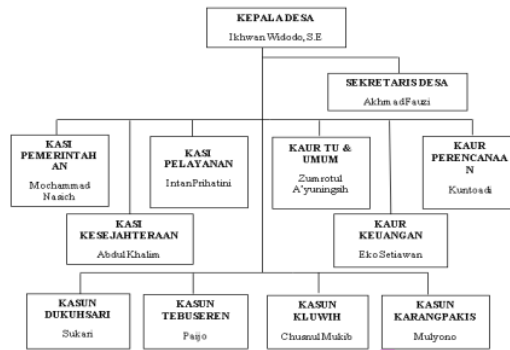 KEPALA DESA
Ikhwan Widodo, S.E
SEKRETARIS DESA
Akhmad Fauzi
KASI
PEMERINTAH
AN
Mochammad
Nasich
KASI
PELAYANAN
Intan Prihatini
KAUR TU &
UMUM
Zumrotul
A'yuningsih
KAUR
PERENCANAA
N
Kuntoadi
KASI
KESEJAHTERAAN
Abdul Khalim
KAUR
KEUANGAN
Eko Setiawan
KASUN
DUKUHSARI
Sukari
KASUN
TEBUSEREN
Paijo
KASUN
KLUWIH
Chusnul Mukib
KASUN
KARANGPAKIS
Mulyono